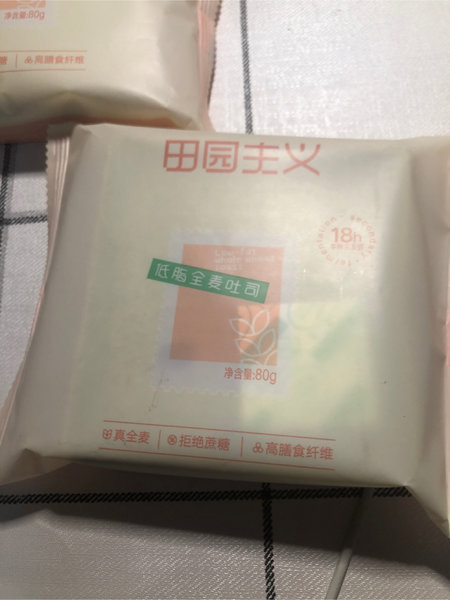 净含量:80g
糖
高膳食纤维
田园主义
18h
低脂全麦吐司
净含量:80g
真全麦
拒绝蔗糖
高膳食纤维